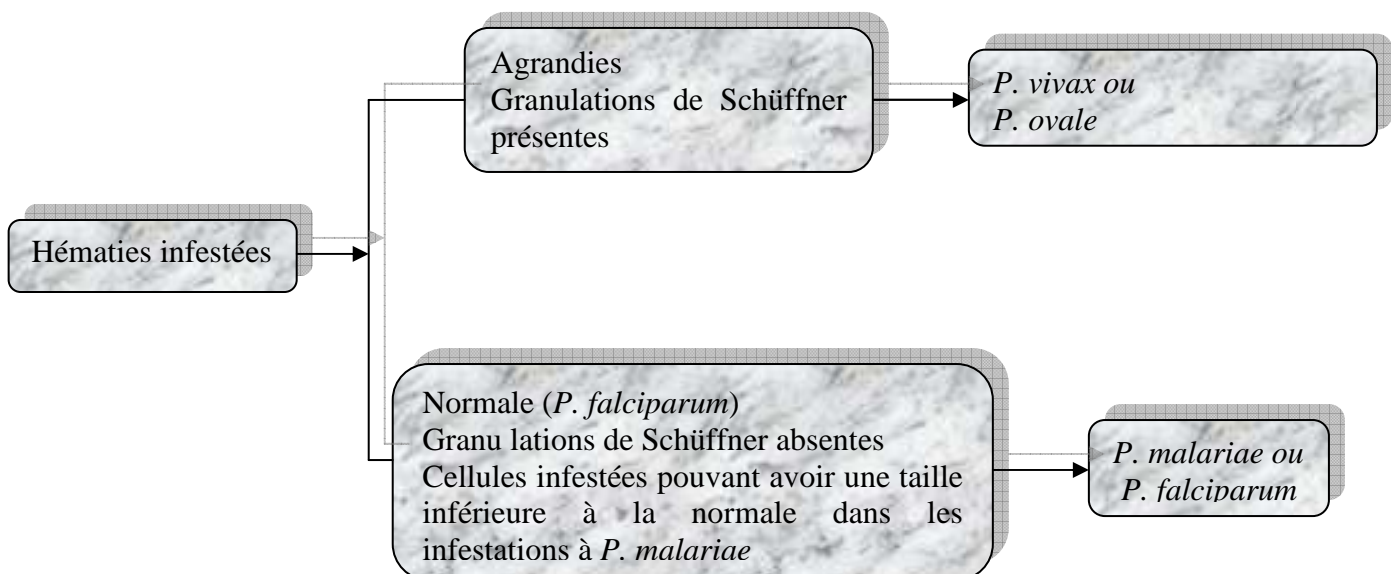 Agrandies
Granulations de Schüffner
présentes
P. vivax ou
P. ovale
Hématies infestées
Normale (P. falciparum)
Granu lations de Schüffner absentes
Cellules infestées pouvant avoir une taille
inférieure à la normale dans les
infestations à P. malariae
P. malariae ou
P. falciparum